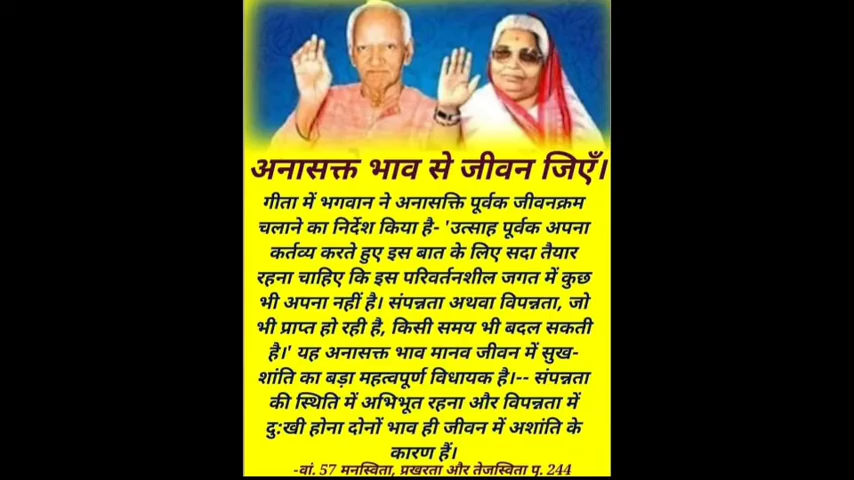 अनासक्त भाव से जीवन जिएँ।
गीता में भगवान ने अनासक्ति पूर्वक जीवनक्रम
चलाने का निर्देश किया है- 'उत्साह पूर्वक अपना
कर्तव्य करते हुए इस बात के लिए सदा तैयार
रहना चाहिए कि इस परिवर्तनशील जगत में कुछ
भी अपना नहीं है। संपन्नता अथवा विपन्नता, जो
भी प्राप्त हो रही है, किसी समय भी बदल सकती
है।' यह अनासक्त भाव मानव जीवन में सुख-
शांति का बड़ा महत्वपूर्ण विधायक है।-- संपन्नता
की स्थिति में अभिभूत रहना और विपन्नता में
दुःखी होना दोनों भाव ही जीवन में अशांति के
कारण हैं।
-वां. 57 मनस्विता, प्रखरता और तेजस्विता पृ. 244